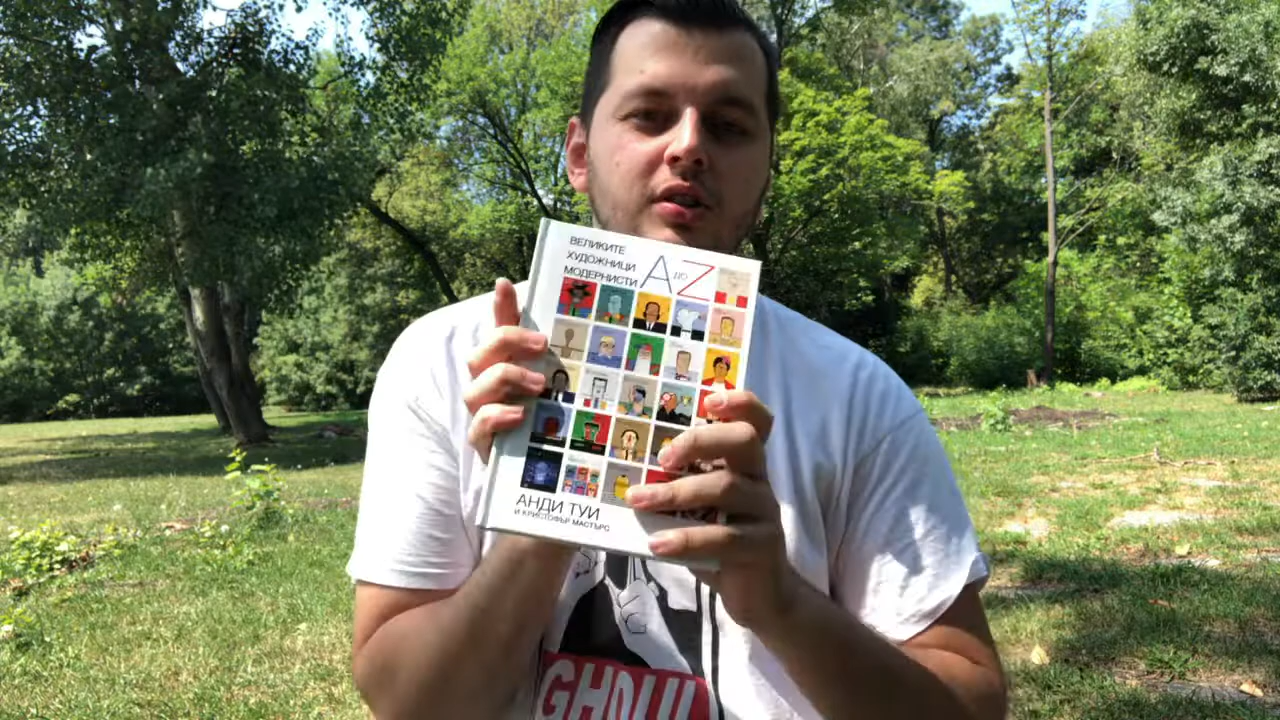 ВЕЛИКИТЕ
ХУДОЖНИЦИ
МОДЕРНИСТИ
А ДО Z
АНДИ ТУИ
И КРИСТОФЪР МАСТЪРС
GHOUL